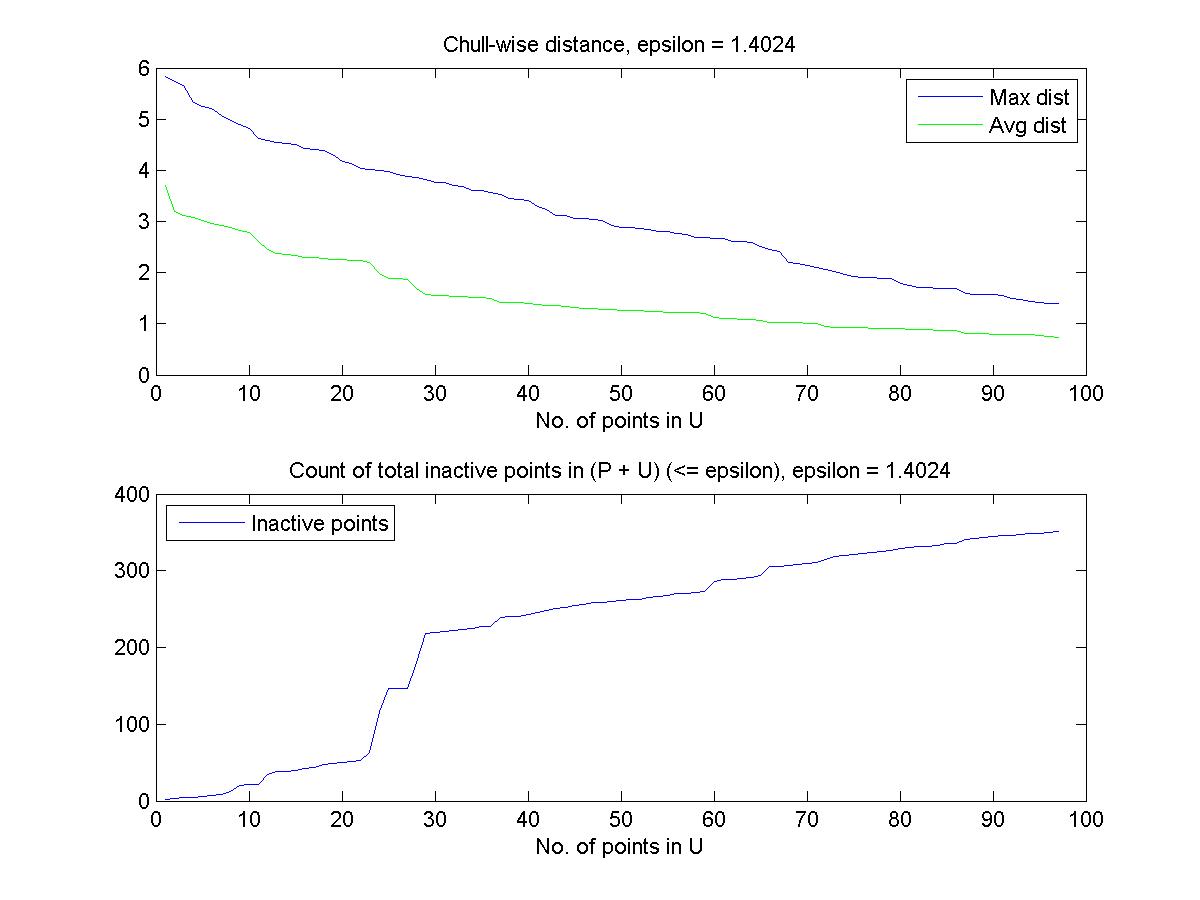 Chull-wise distance, epsilon = 1.4024
6
5
4
3
2
1
0
Max dist
Avg dist
0 10 20 30 40 50 60 70 80 90 100
No. of points in U
Count of total inactive points in (P + U) (<= epsilon), epsilon = 1.4024
400
300
200
100
0
Inactive points
0 10 20 30 40 50 60 70 80 90 100
No. of points in U